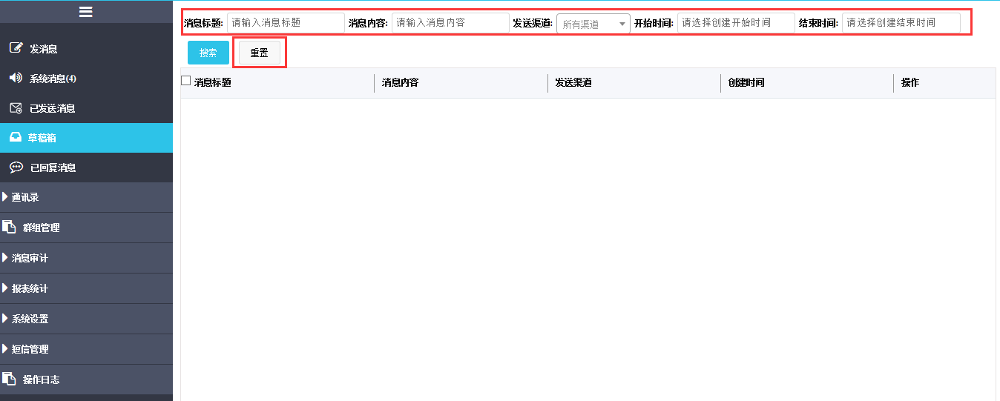 消息标题: 请输入消息标题 消息内容: 请输入消息内容 发送渠道: 所有渠道 开始时间: 请选择创建开始时间 结束时间: 请选择创建结束时间
搜索 重置
消息标题 消息内容 发送渠道 创建时间 操作
发消息
系统消息(4)
已发送消息
草稿箱
已回复消息
通讯录
群组管理
消息审计
报表统计
系统设置
短信管理
操作日志